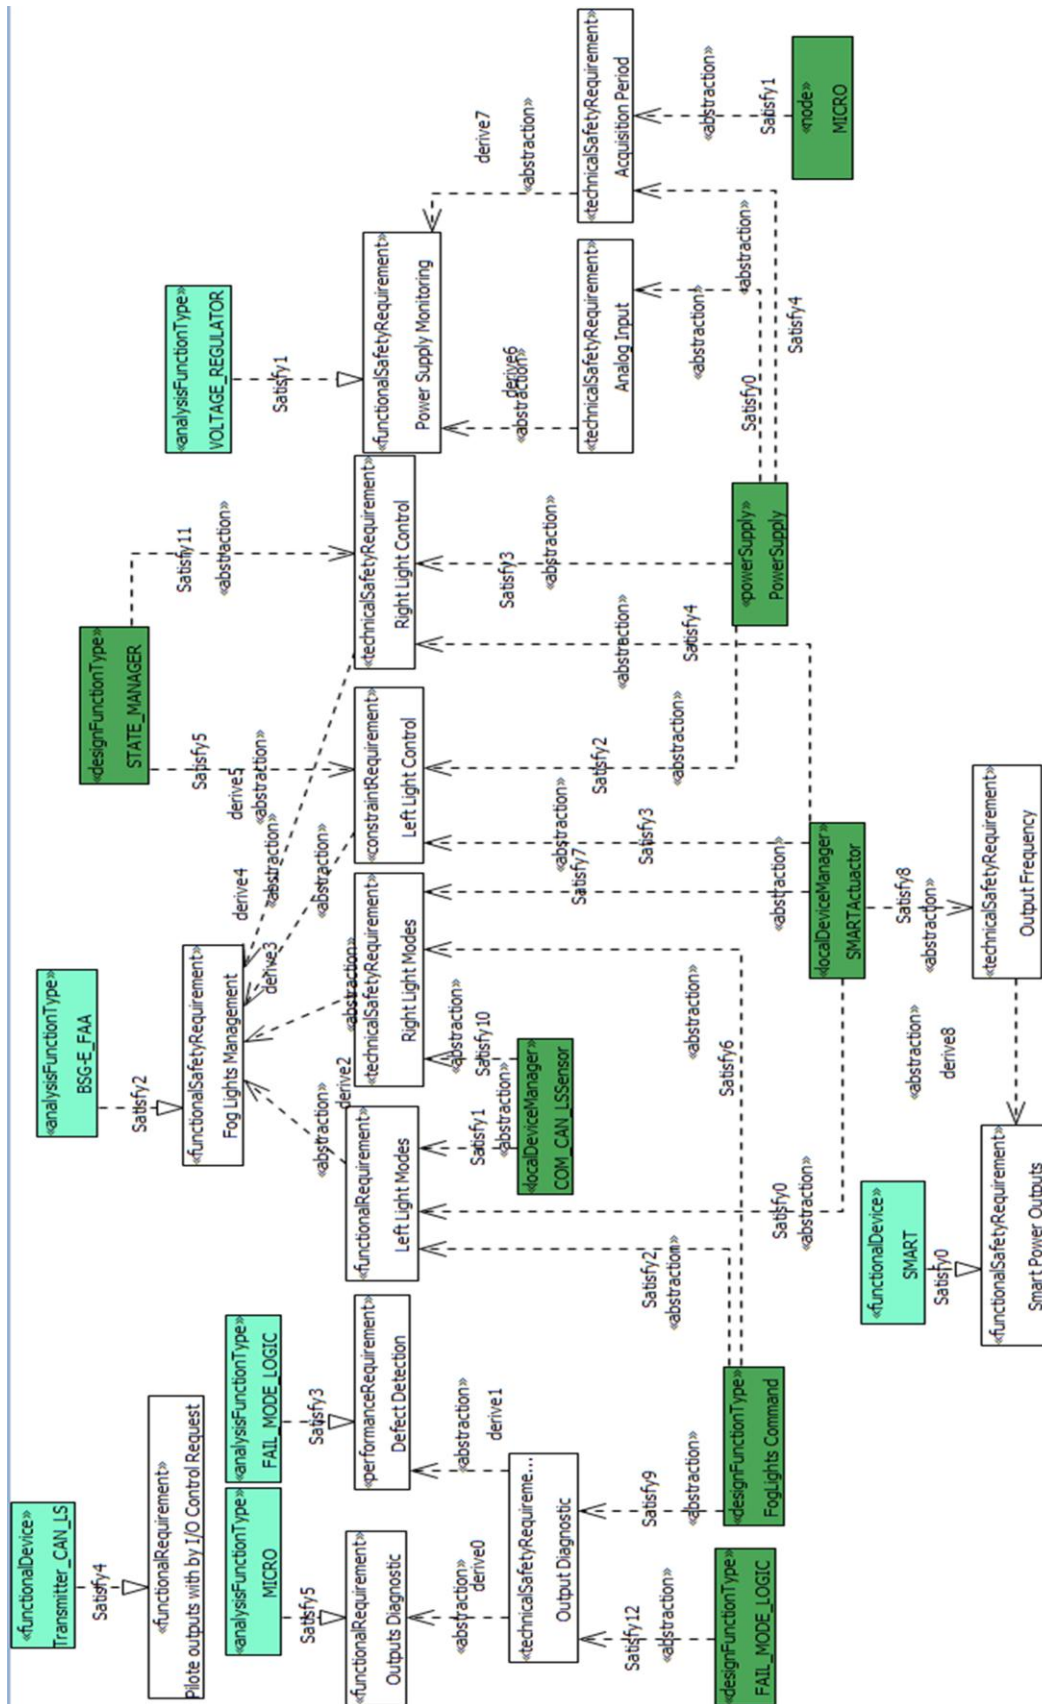 «functionalDevice»
Transmitter_CAN_LS
Satisfy4
«functionalRequirement»
Pilote outputs with by I/O Control Request
«analysisFunctionType»
MICRO
Satisfy5
«functionalRequirement»
Outputs Diagnostic
«abstraction»
derive0
«analysisFunctionType»
FAIL_MODE_LOGIC
Satisfy3
«performanceRequirement»
Defect Detection
«abstraction»
derive1
«technicalSafetyRequireme...
Output Diagnostic
Satisfy12
«abstraction»
«designFunctionType»
FAIL_MODE_LOGIC
Satisfy9
«abstraction»
«designFunctionType»
FogLights Command
«analysisFunctionType»
BSG-E_FAA
Satisfy2
«functionalSafetyRequirement»
Fog Lights Management
«abstraction»
derive2
«abstraction»
derive3
«abstraction»
derive4
«abstraction»
derive5
«functionalRequirement»
Left Light Modes
«technicalSafetyRequirement»
Right Light Modes
«constraintRequirement»
Left Light Control
«technicalSafetyRequirement»
Right Light Control
«designFunctionType»
STATE_MANAGER
Satisfy5
«abstraction»
Satisfy11
«abstraction»
Satisfy1
«abstraction»
«abstraction»
Satisfy10
«localDeviceManager»
COM_CAN_LSSensor
Satisfy2
«abstraction»
Satisfy0
«abstraction»
«abstraction»
Satisfy6
«abstraction»
Satisfy7
«abstraction»
Satisfy3
Satisfy2
«abstraction»
«abstraction»
Satisfy4
Satisfy3
«abstraction»
«localDeviceManager»
SMARTActuactor
Satisfy8
«abstraction»
«technicalSafetyRequirement»
Output Frequency
«abstraction»
derive8
«functionalDevice»
SMART
Satisfy0
«functionalSafetyRequirement»
Smart Power Outputs
«analysisFunctionType»
VOLTAGE_REGULATOR
Satisfy1
«functionalSafetyRequirement»
Power Supply Monitoring
derive6
«abstraction»
derive7
«abstraction»
«technicalSafetyRequirement»
Analog Input
«technicalSafetyRequirement»
Acquisition Period
«abstraction»
Satisfy0
«abstraction»
Satisfy4
«powerSupply»
PowerSupply
«abstraction»
Satisfy1
«node»
MICRO